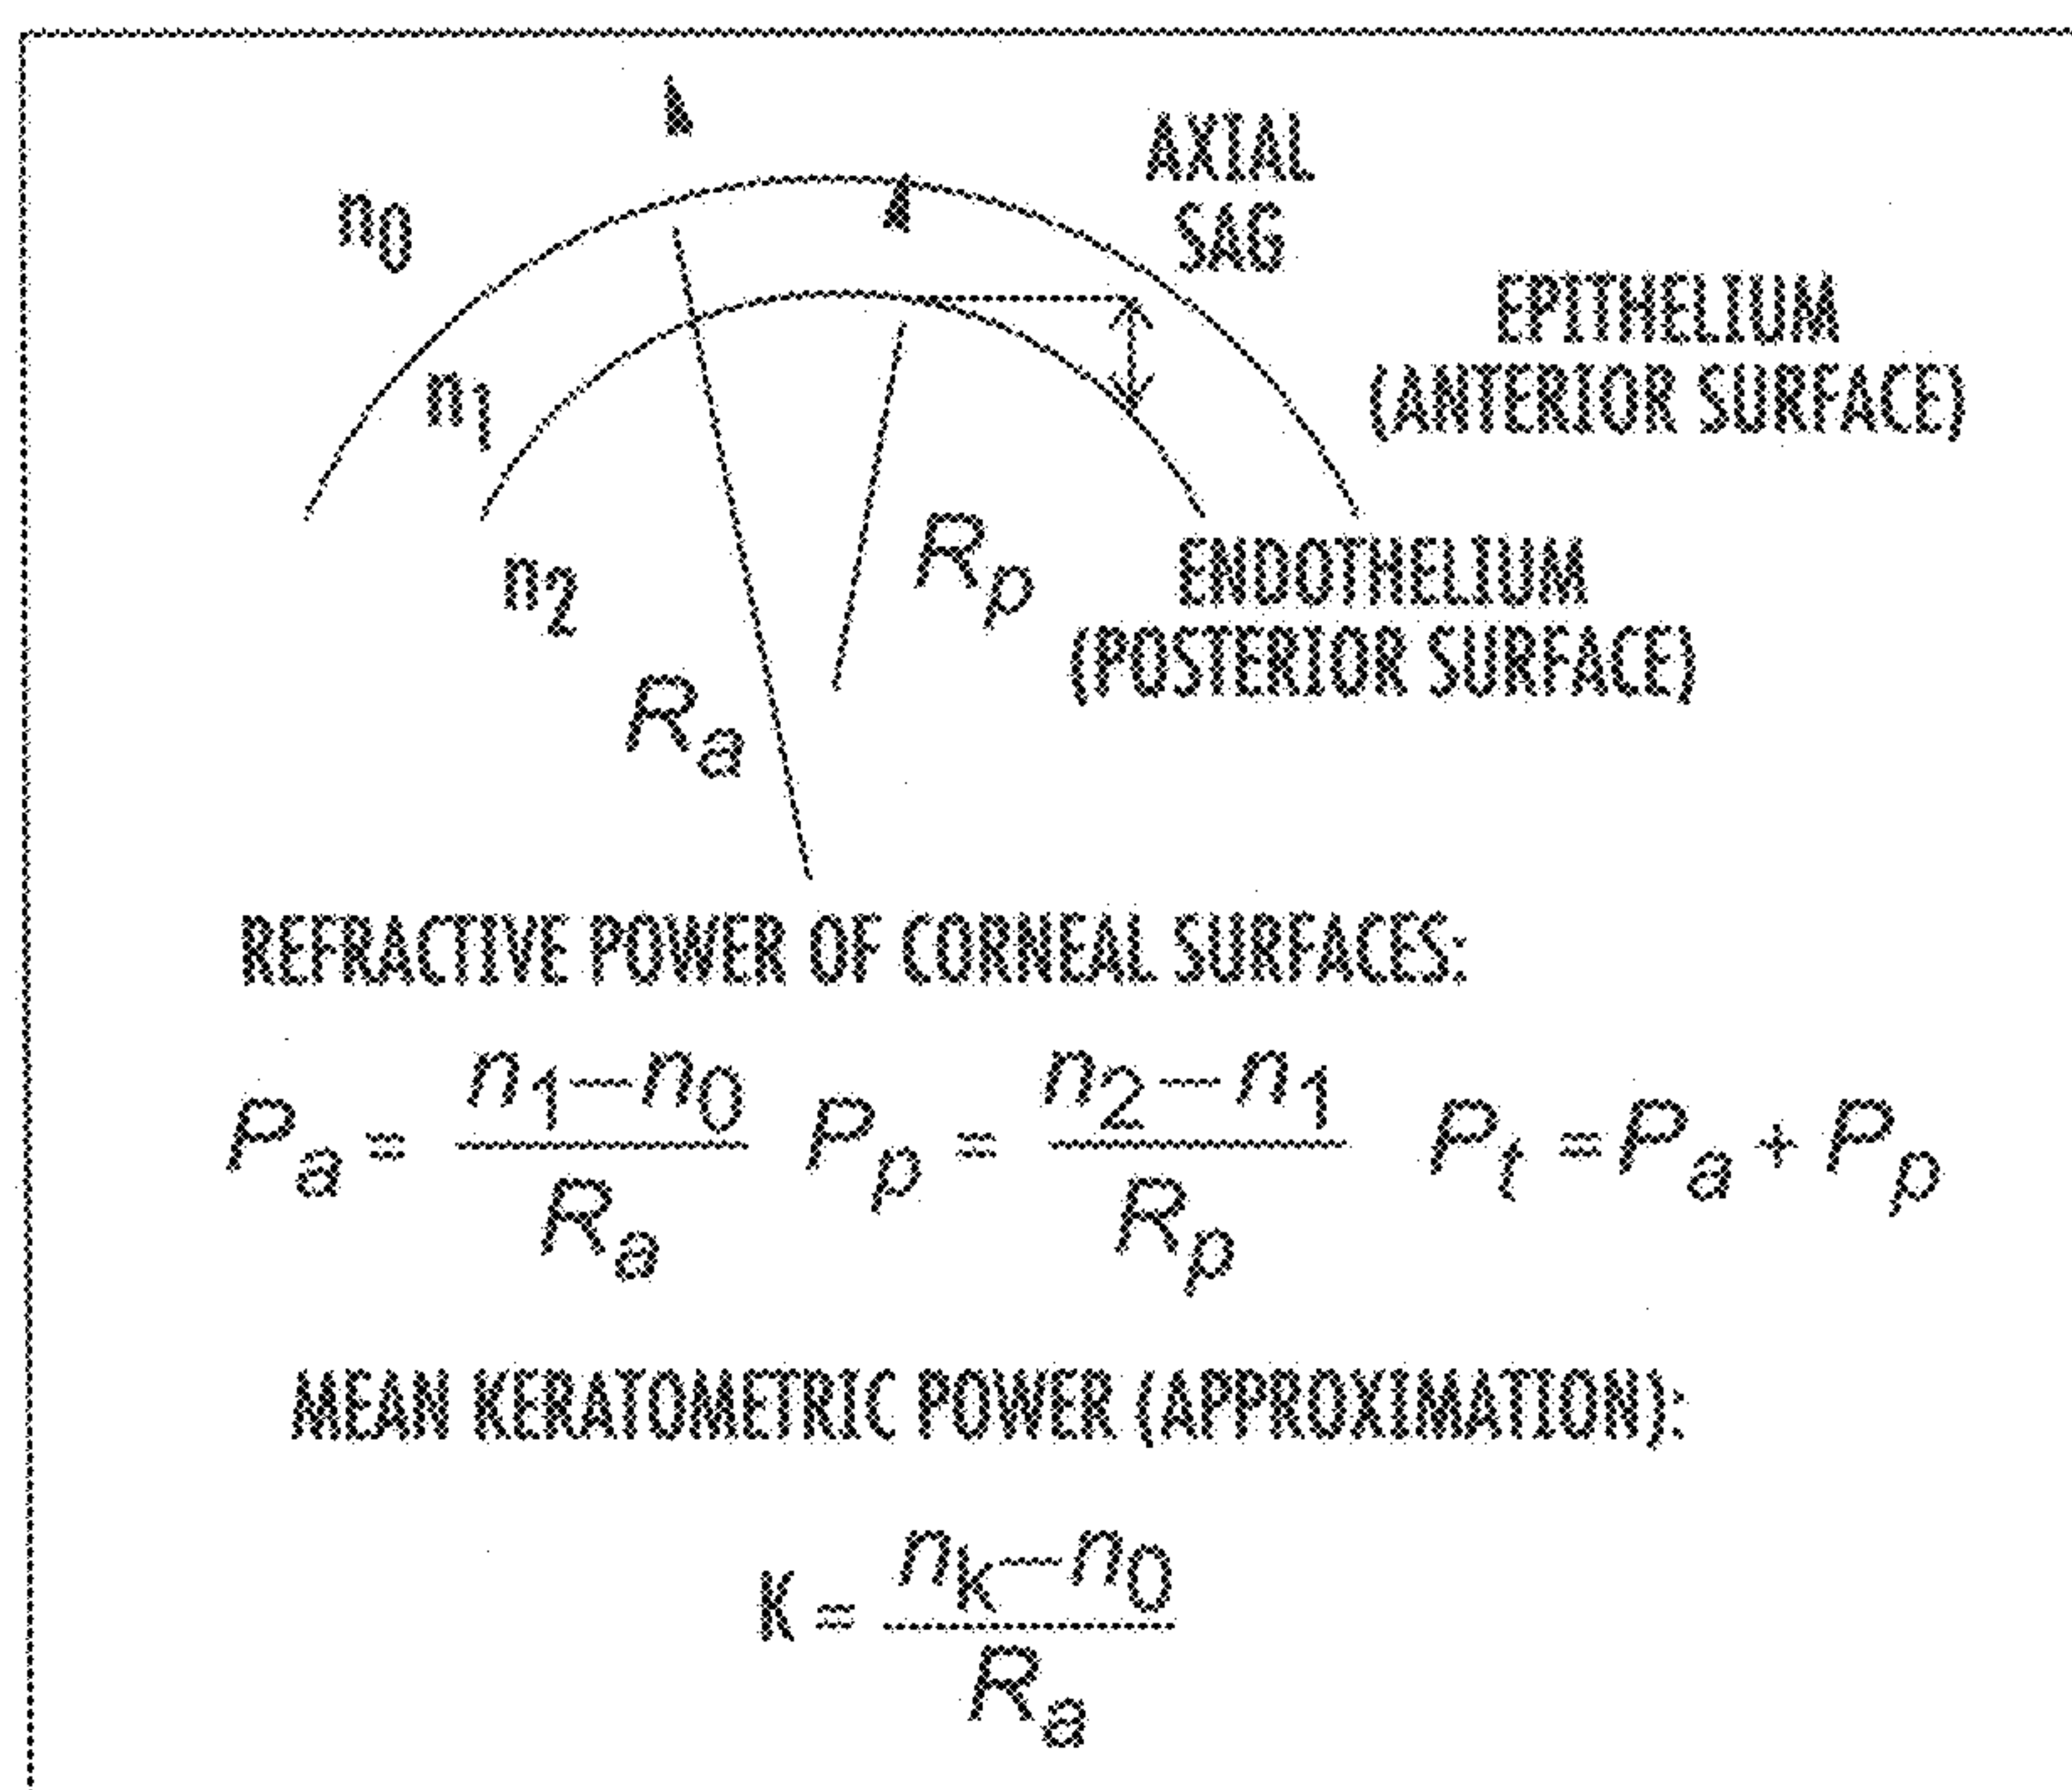 AXIAL
SAG
n0
EPITHELIUM
(ANTERIOR SURFACE)
n1
Rp
ENDOTHELIUM
(POSTERIOR SURFACE)
n2
Ra
REFRACTIVE POWER OF CORNEAL SURFACES:
Pa = n1−n0 / Ra   Pp = n2−n1 / Rp   Pt = Pa + Pp
MEAN KERATOMETRIC POWER (APPROXIMATION):
K = nk−n0 / Ra